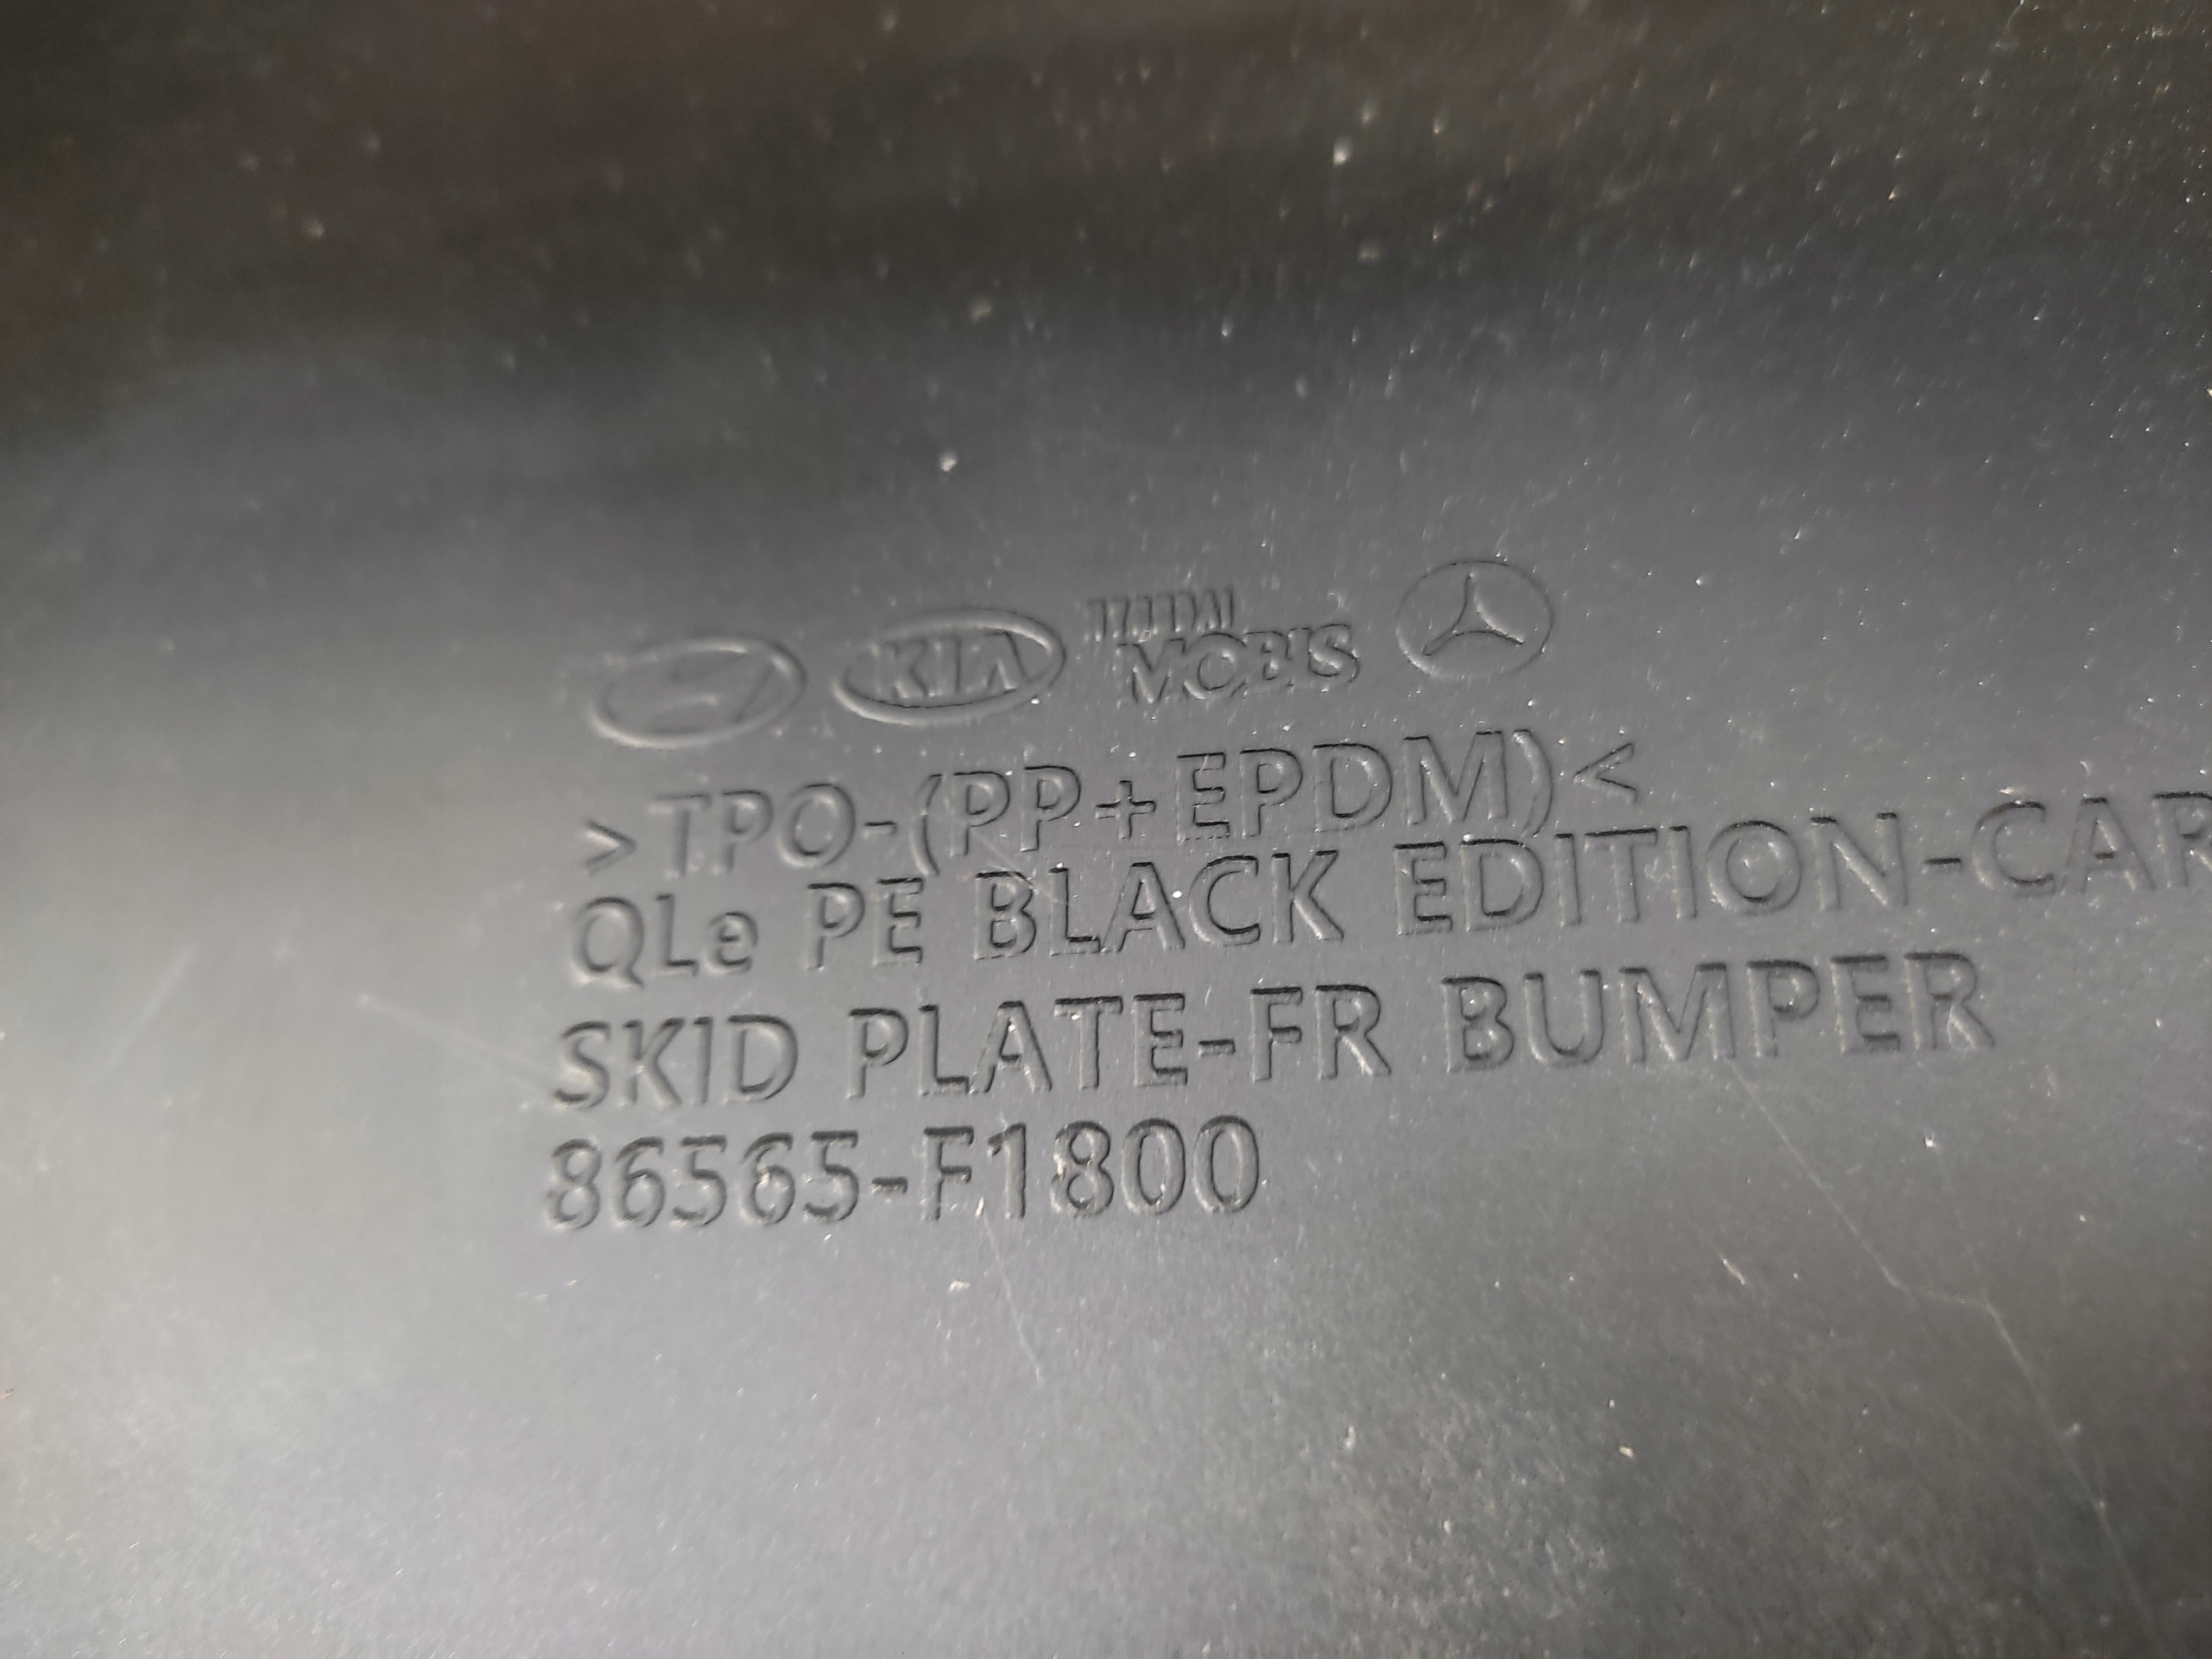 KIA
MOBIS
>TPO-(PP+EPDM)<
QLe PE BLACK EDITION-CAR
SKID PLATE-FR BUMPER
86565-F1800